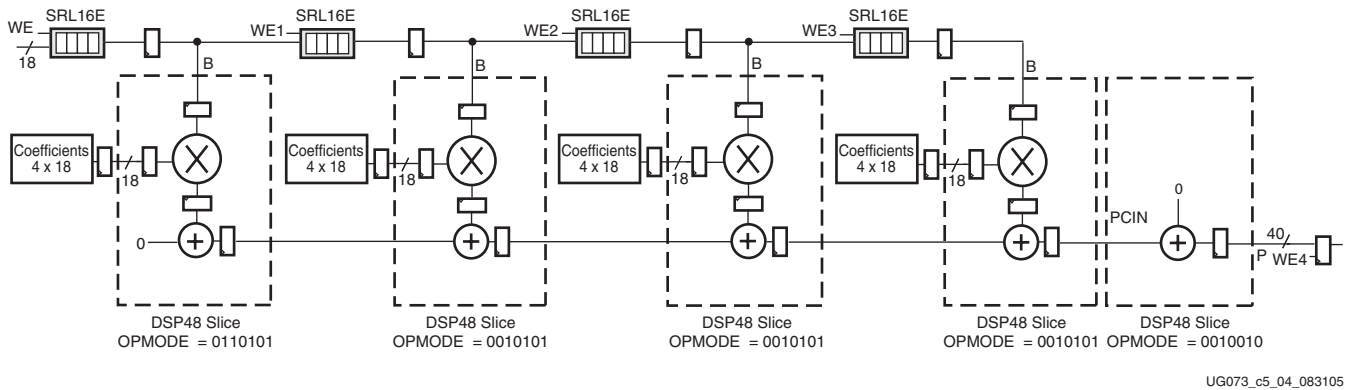 SRL16E
SRL16E
SRL16E
SRL16E
WE
18
WE1
WE2
WE3
B
B
B
B
Coefficients
4 x 18
18
Coefficients
4 x 18
18
Coefficients
4 x 18
18
Coefficients
4 x 18
18
0
0
PCIN
40
P WE4
DSP48 Slice
OPMODE = 0110101
DSP48 Slice
OPMODE = 0010101
DSP48 Slice
OPMODE = 0010101
DSP48 Slice
OPMODE = 0010101
DSP48 Slice
OPMODE = 0010010
UG073_c5_04_083105